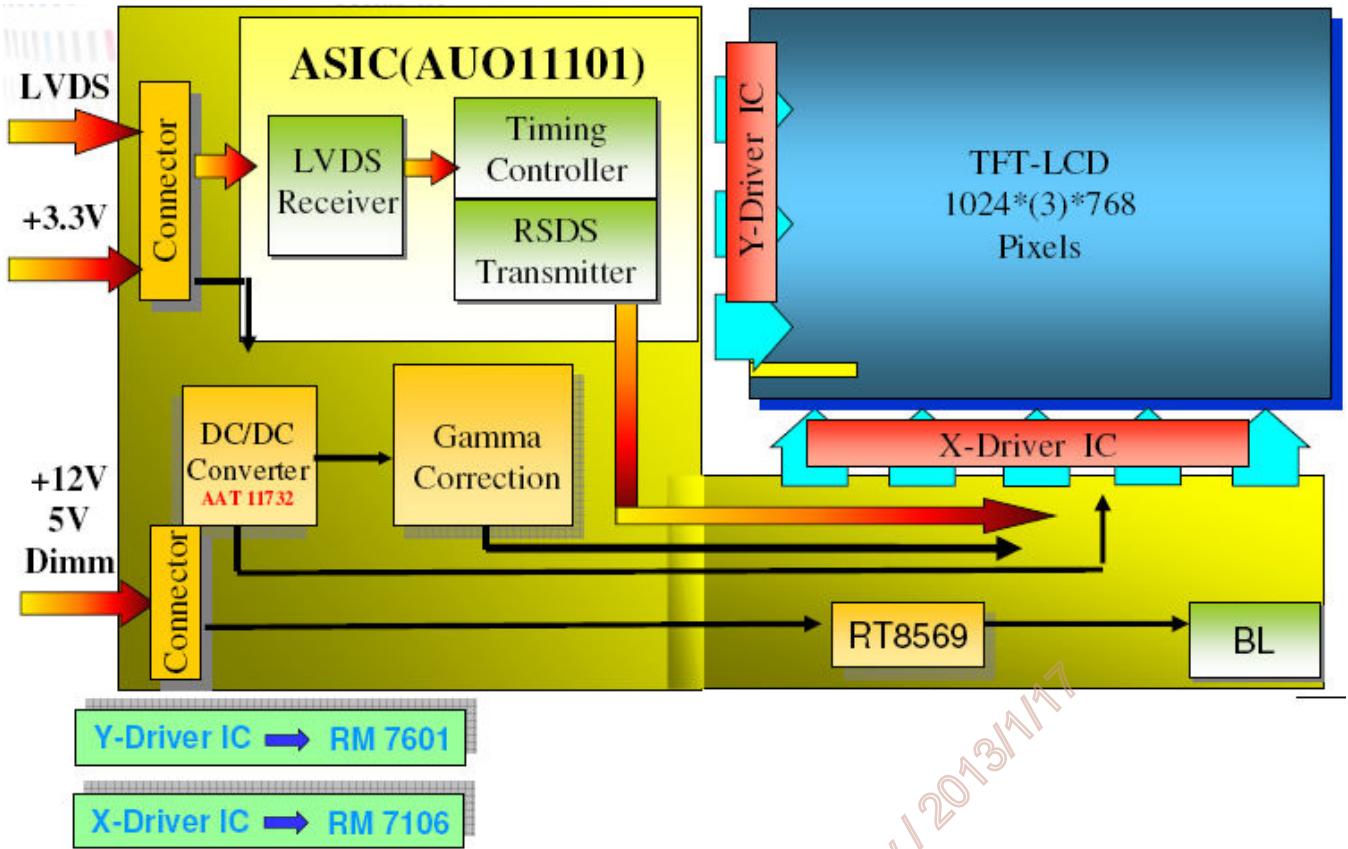 LVDS
+3.3V
Connector
ASIC(AUO11101)
LVDS
Receiver
Timing
Controller
RSDS
Transmitter
Y-Driver IC
TFT-LCD
1024*(3)*768
Pixels
X-Driver IC
DC/DC
Converter
AAT 11732
Gamma
Correction
+12V
5V
Dimm
Connector
RT8569
BL
Y-Driver IC RM 7601
X-Driver IC RM 7106
/ 2013/1/17